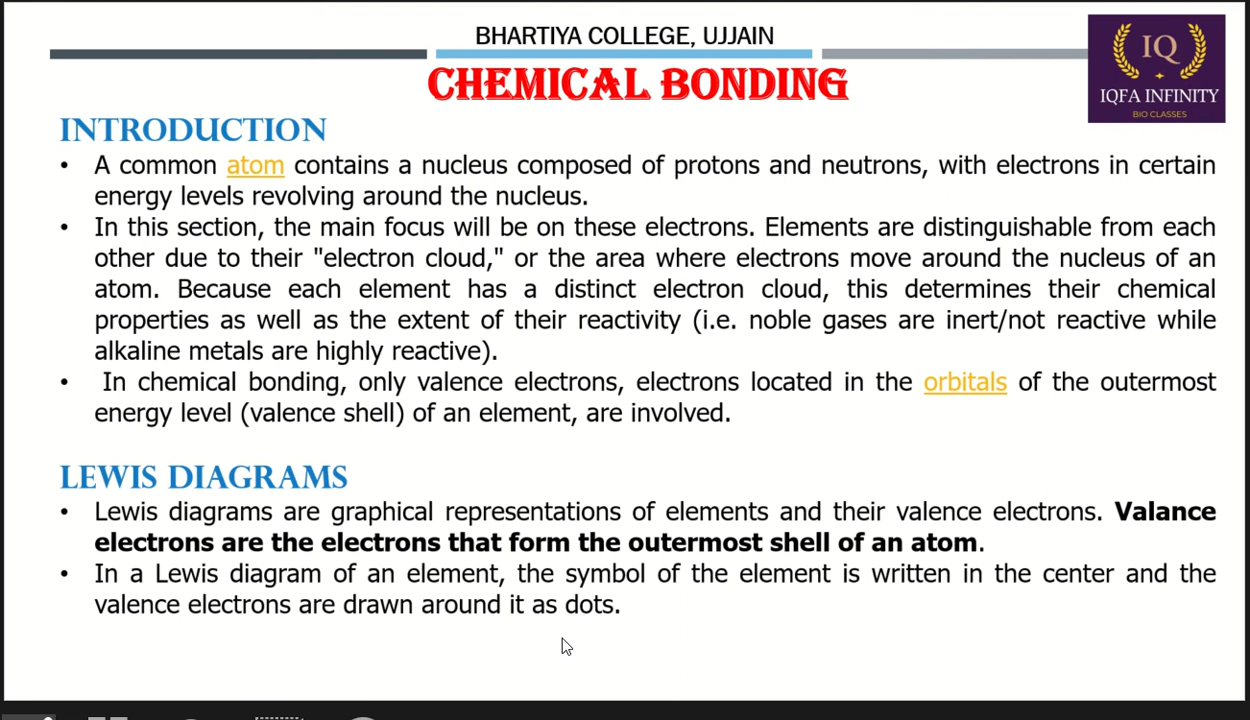 BHARTIYA COLLEGE, UJJAIN
CHEMICAL BONDING
IQ
IQFA INFINITY
BIO CLASSES
INTRODUCTION
• A common atom contains a nucleus composed of protons and neutrons, with electrons in certain
energy levels revolving around the nucleus.
• In this section, the main focus will be on these electrons. Elements are distinguishable from each
other due to their "electron cloud," or the area where electrons move around the nucleus of an
atom. Because each element has a distinct electron cloud, this determines their chemical
properties as well as the extent of their reactivity (i.e. noble gases are inert/not reactive while
alkaline metals are highly reactive).
• In chemical bonding, only valence electrons, electrons located in the orbitals of the outermost
energy level (valence shell) of an element, are involved.
LEWIS DIAGRAMS
• Lewis diagrams are graphical representations of elements and their valence electrons. Valance
electrons are the electrons that form the outermost shell of an atom.
• In a Lewis diagram of an element, the symbol of the element is written in the center and the
valence electrons are drawn around it as dots.